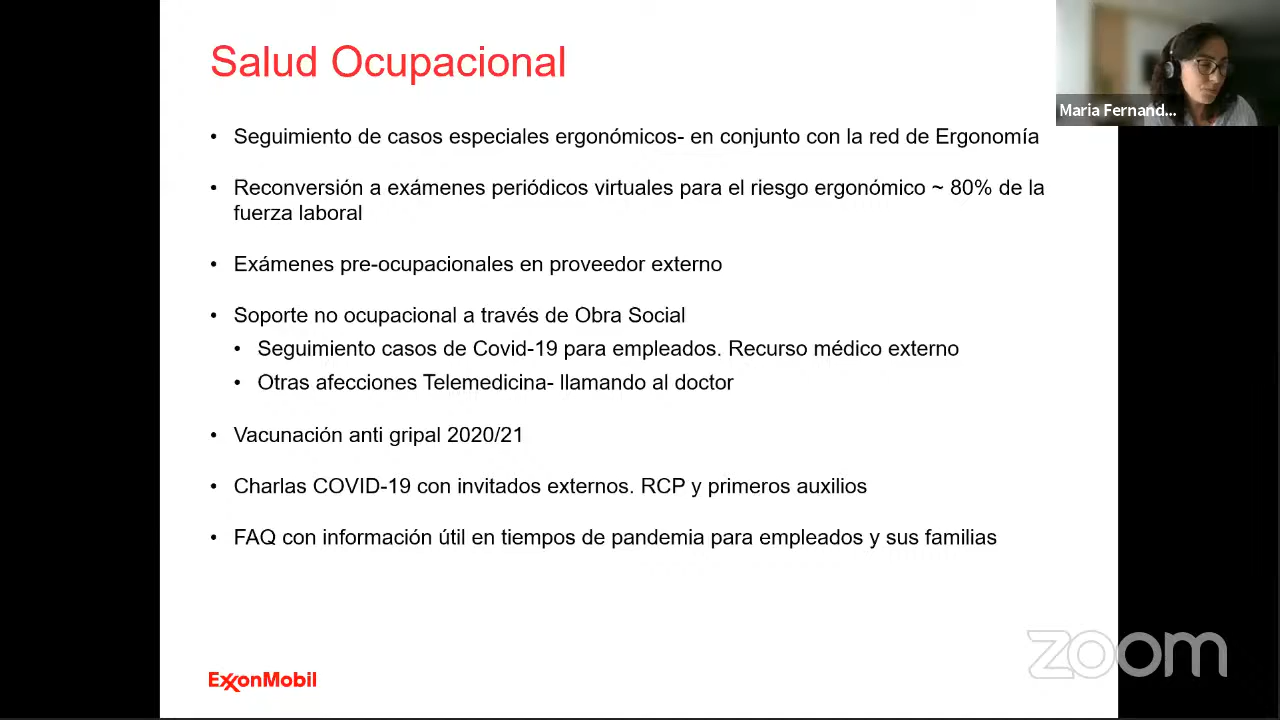 Salud Ocupacional
Maria Fernand...
• Seguimiento de casos especiales ergonómicos- en conjunto con la red de Ergonomía
• Reconversión a exámenes periódicos virtuales para el riesgo ergonómico ~ 80% de la
fuerza laboral
• Exámenes pre-ocupacionales en proveedor externo
• Soporte no ocupacional a través de Obra Social
• Seguimiento casos de Covid-19 para empleados. Recurso médico externo
• Otras afecciones Telemedicina- llamando al doctor
• Vacunación anti gripal 2020/21
• Charlas COVID-19 con invitados externos. RCP y primeros auxilios
• FAQ con información útil en tiempos de pandemia para empleados y sus familias
ExxonMobil
zoom